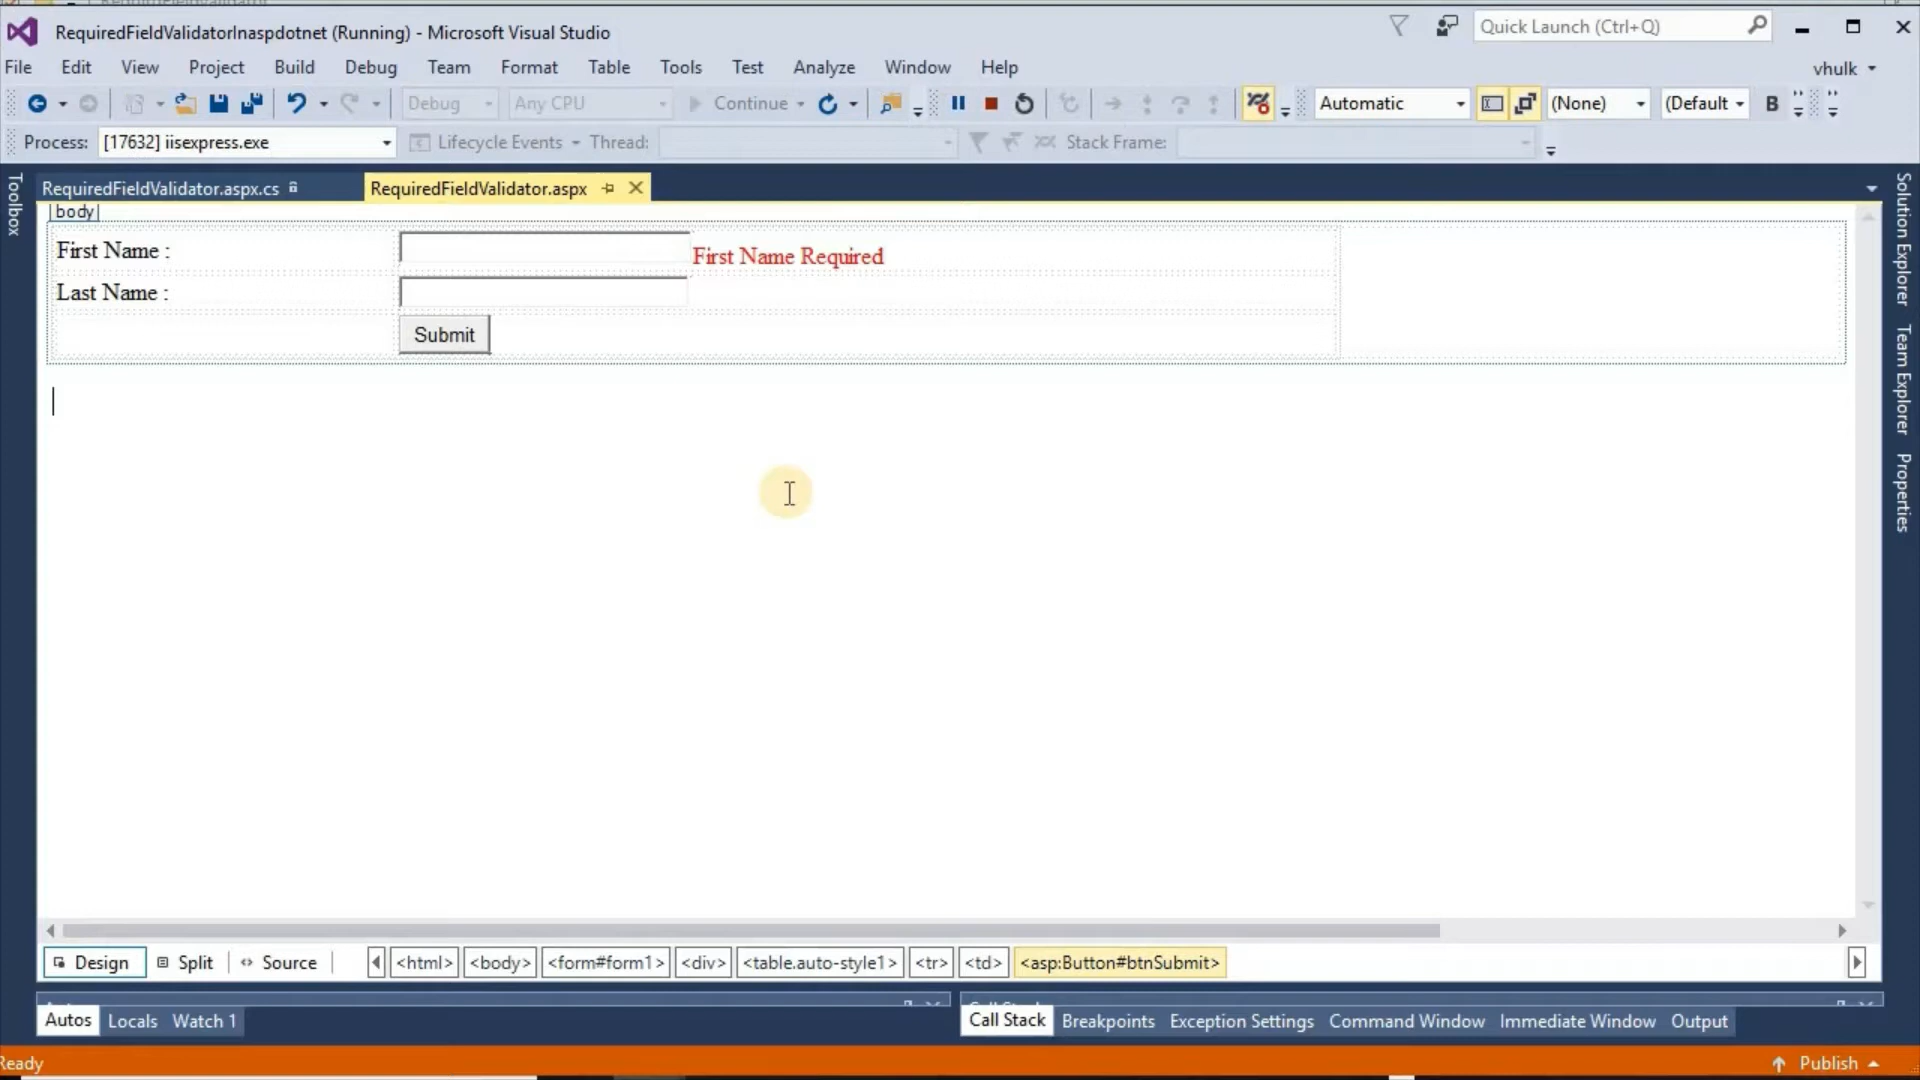 RequiredFieldValidatorInaspdotnet (Running) - Microsoft Visual Studio
Quick Launch (Ctrl+Q)
File Edit View Project Build Debug Team Format Table Tools Test Analyze Window Help
vhulk
Debug Any CPU Continue Automatic (None) (Default B
Process: [17632] iisexpress.exe Lifecycle Events Thread: Stack Frame:
Toolbox
RequiredFieldValidator.aspx.cs RequiredFieldValidator.aspx
body
First Name :
First Name Required
Last Name :
Submit
Solution Explorer
Team Explorer
Properties
Design Split Source <html> <body> <form#form1> <div> <table.auto-style1> <tr> <td> <asp:Button#btnSubmit>
Autos Locals Watch 1
Call Stack Breakpoints Exception Settings Command Window Immediate Window Output
Ready
Publish